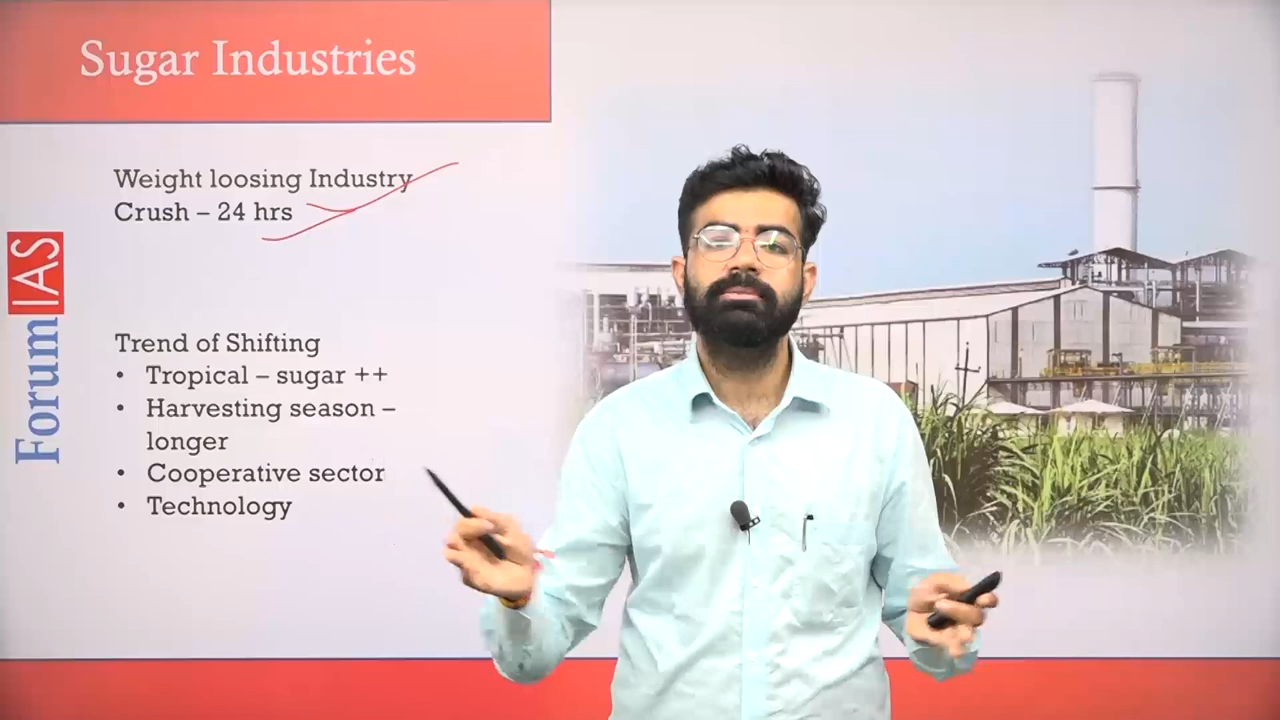 Sugar Industries
Weight loosing Industry
Crush – 24 hrs
Forum IAS
Trend of Shifting
• Tropical – sugar ++
• Harvesting season –
longer
• Cooperative sector
• Technology